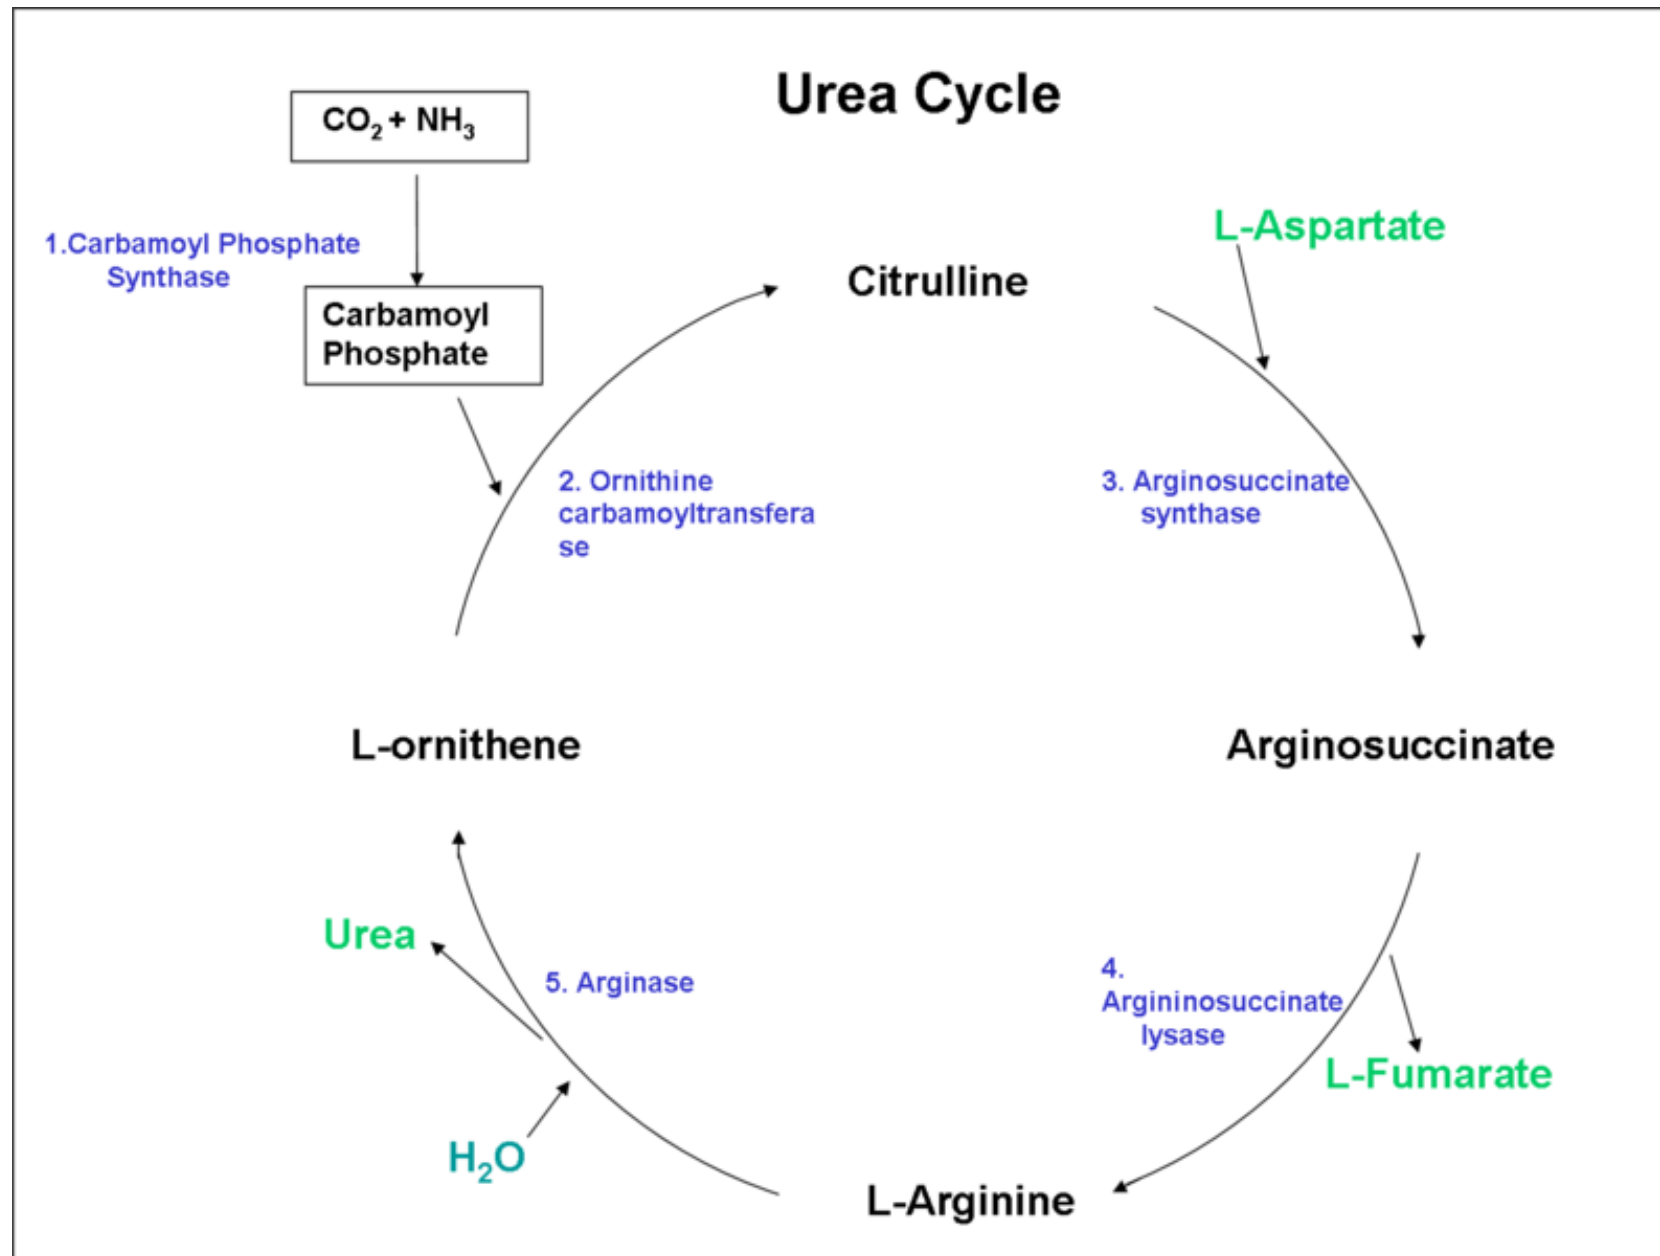 Urea Cycle
CO₂ + NH₃
1.Carbamoyl Phosphate
Synthase
Carbamoyl
Phosphate
L-Aspartate
Citrulline
2. Ornithine
carbamoyltransfera
se
3. Arginosuccinate
synthase
L-ornithene
Arginosuccinate
Urea
5. Arginase
4.
Argininosuccinate
lysase
L-Fumarate
H₂O
L-Arginine